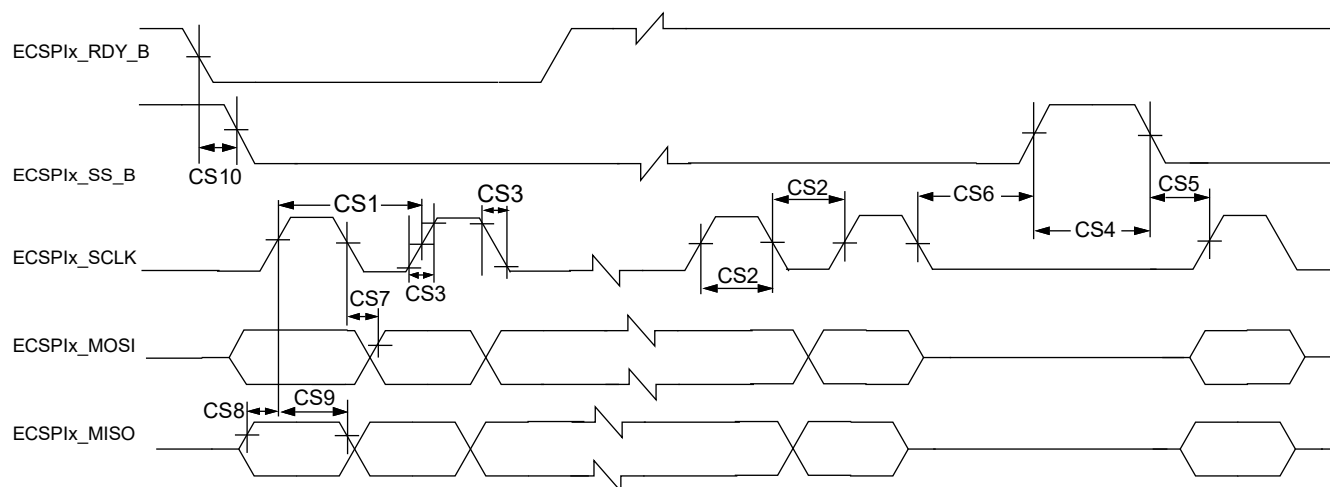 ECSPIx_RDY_B
CS10
ECSPIx_SS_B
CS1
CS3
CS2
CS6
CS5
CS4
ECSPIx_SCLK
CS3
CS2
CS7
ECSPIx_MOSI
CS8
CS9
ECSPIx_MISO